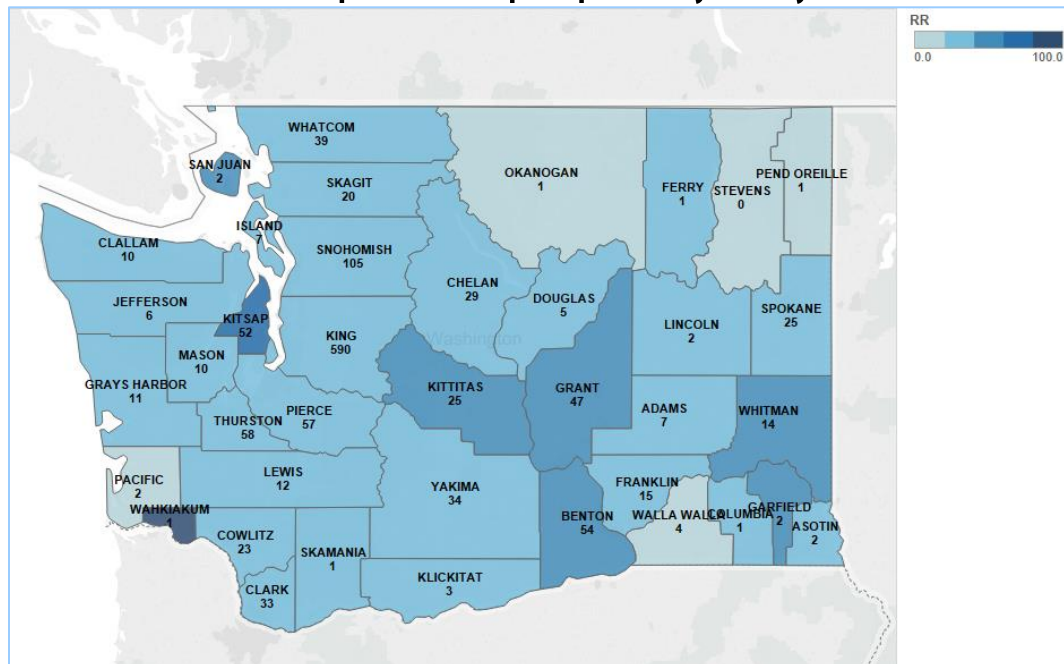 RR
0.0 100.0
WHATCOM
39
SAN JUAN
2
SKAGIT
20
ISLAND
7
SNOHOMISH
105
CLALLAM
10
JEFFERSON
6
KITSAP
52
KING
590
MASON
10
GRAYS HARBOR
11
THURSTON
58
PIERCE
57
LEWIS
12
PACIFIC
2
WAHKIAKUM
1
COWLITZ
23
CLARK
33
SKAMANIA
1
OKANOGAN
1
FERRY
1
STEVENS
0
PEND OREILLE
1
CHELAN
29
DOUGLAS
5
LINCOLN
2
SPOKANE
25
Washington
KITTITAS
25
GRANT
47
ADAMS
7
WHITMAN
14
YAKIMA
34
KLICKITAT
3
BENTON
54
FRANKLIN
15
WALLA WALLA
4
COLUMBIA
1
GARFIELD
2
ASOTIN
2